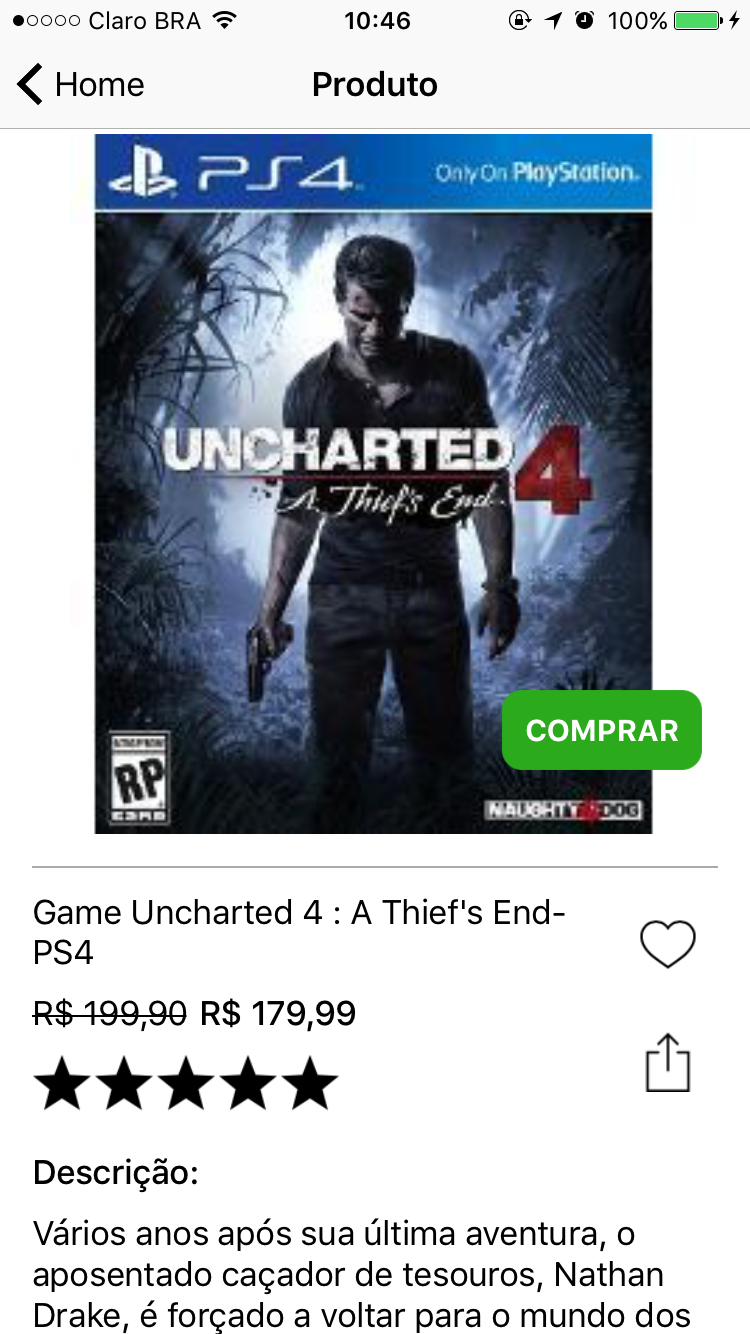 Claro BRA 10:46 100%
Home Produto
PS4 Only On PlayStation.
UNCHARTED 4
A Thief's End
RP
ESRB
COMPRAR
NAUGHTY DOG
Game Uncharted 4 : A Thief's End-
PS4
R$ 199,90 R$ 179,99
Descrição:
Vários anos após sua última aventura, o
aposentado caçador de tesouros, Nathan
Drake, é forçado a voltar para o mundo dos